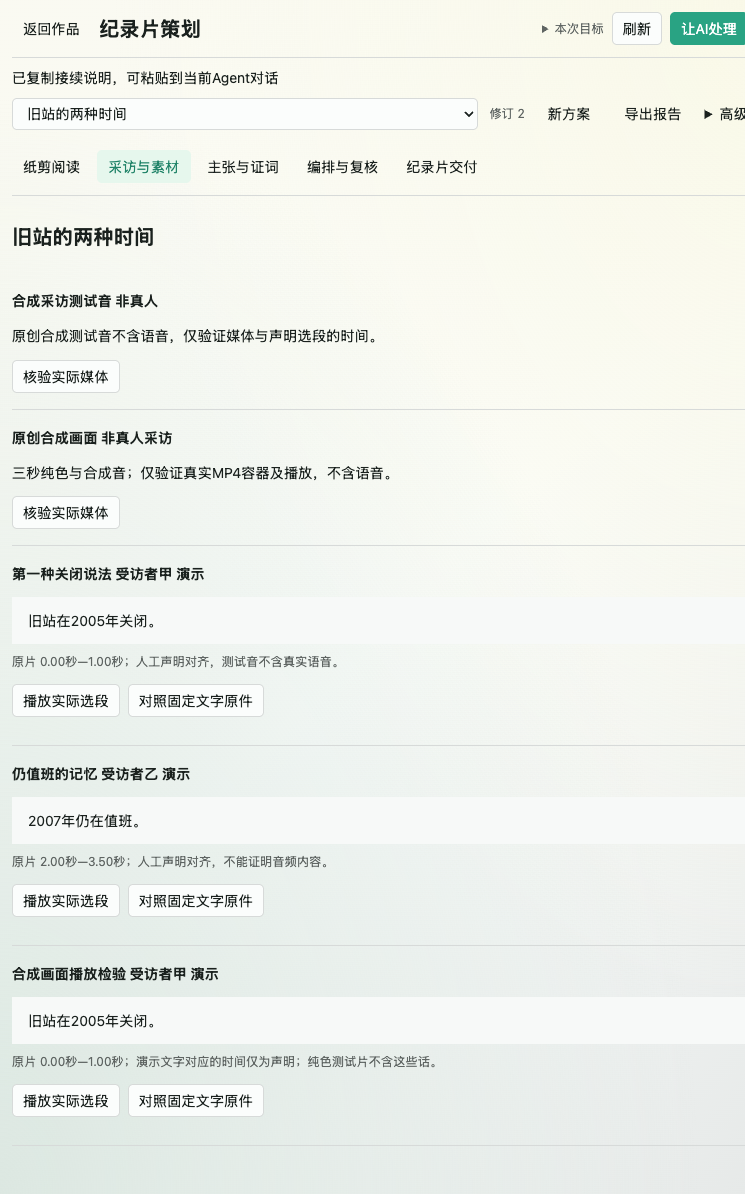 返回作品 纪录片策划 ▶ 本次目标 刷新 让AI处理
已复制接续说明，可粘贴到当前Agent对话
旧站的两种时间 修订 2 新方案 导出报告 ▶ 高级
纸剪阅读 采访与素材 主张与证词 编排与复核 纪录片交付
旧站的两种时间
合成采访测试音 非真人
原创合成测试音不含语音，仅验证媒体与声明选段的时间。
核验实际媒体
原创合成画面 非真人采访
三秒纯色与合成音；仅验证真实MP4容器及播放，不含语音。
核验实际媒体
第一种关闭说法 受访者甲 演示
旧站在2005年关闭。
原片 0.00秒—1.00秒；人工声明对齐，测试音不含真实语音。
播放实际选段 对照固定文字原件
仍值班的记忆 受访者乙 演示
2007年仍在值班。
原片 2.00秒—3.50秒；人工声明对齐，不能证明音频内容。
播放实际选段 对照固定文字原件
合成画面播放检验 受访者甲 演示
旧站在2005年关闭。
原片 0.00秒—1.00秒；演示文字对应的时间仅为声明；纯色测试片不含这些话。
播放实际选段 对照固定文字原件